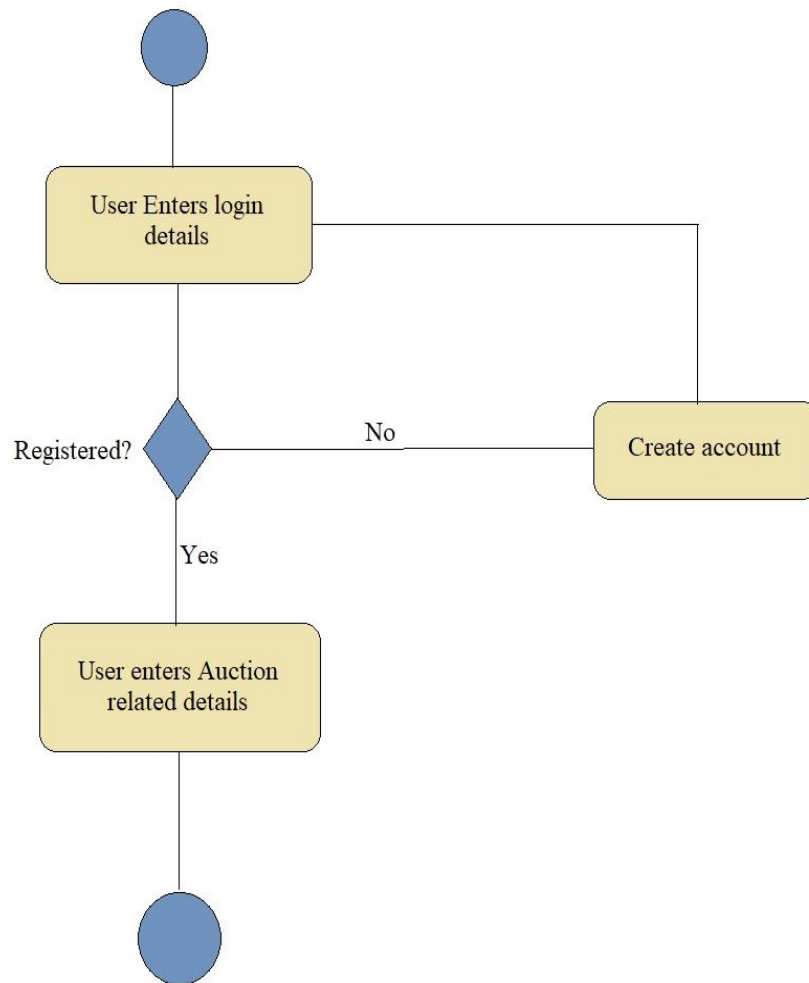 User Enters login
details
No
Registered?
Create account
Yes
User enters Auction
related details